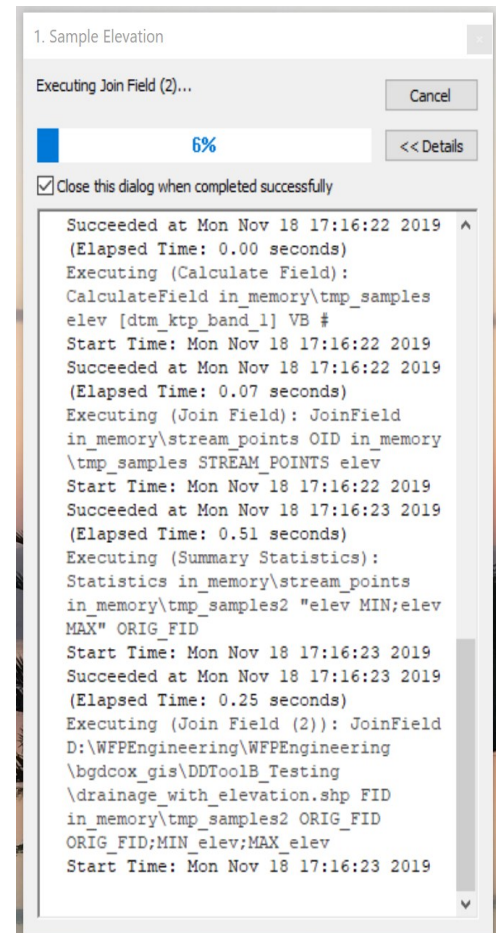 1. Sample Elevation
Executing Join Field (2)...
Cancel
6%
<< Details
Close this dialog when completed successfully
Succeeded at Mon Nov 18 17:16:22 2019
(Elapsed Time: 0.00 seconds)
Executing (Calculate Field):
CalculateField in_memory\tmp_samples
elev [dtm_ktp_band_1] VB #
Start Time: Mon Nov 18 17:16:22 2019
Succeeded at Mon Nov 18 17:16:22 2019
(Elapsed Time: 0.07 seconds)
Executing (Join Field): JoinField
in_memory\stream_points OID in_memory
\tmp_samples STREAM_POINTS elev
Start Time: Mon Nov 18 17:16:22 2019
Succeeded at Mon Nov 18 17:16:23 2019
(Elapsed Time: 0.51 seconds)
Executing (Summary Statistics):
Statistics in_memory\stream_points
in_memory\tmp_samples2 "elev MIN;elev
MAX" ORIG_FID
Start Time: Mon Nov 18 17:16:23 2019
Succeeded at Mon Nov 18 17:16:23 2019
(Elapsed Time: 0.25 seconds)
Executing (Join Field (2)): JoinField
D:\WFPEngineering\WFPEngineering
\bgdcox_gis\DDToolB_Testing
\drainage_with_elevation.shp FID
in_memory\tmp_samples2 ORIG_FID
ORIG_FID;MIN_elev;MAX_elev
Start Time: Mon Nov 18 17:16:23 2019